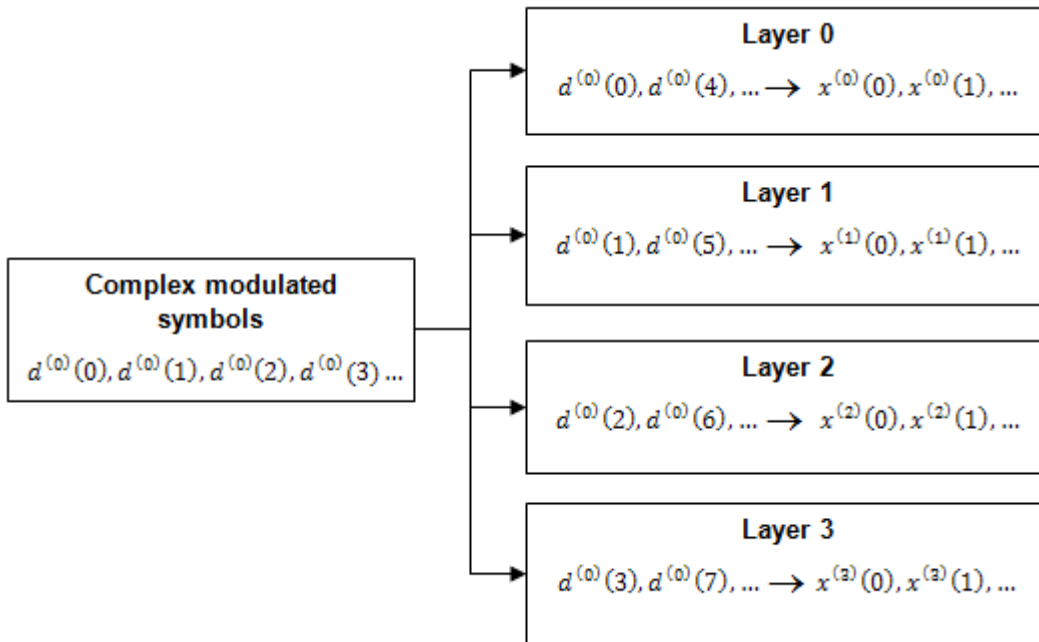 Layer 0
d⁽⁰⁾(0), d⁽⁰⁾(4), ... → x⁽⁰⁾(0), x⁽⁰⁾(1), ...
Layer 1
d⁽⁰⁾(1), d⁽⁰⁾(5), ... → x⁽¹⁾(0), x⁽¹⁾(1), ...
Complex modulated
symbols
d⁽⁰⁾(0), d⁽⁰⁾(1), d⁽⁰⁾(2), d⁽⁰⁾(3) ...
Layer 2
d⁽⁰⁾(2), d⁽⁰⁾(6), ... → x⁽²⁾(0), x⁽²⁾(1), ...
Layer 3
d⁽⁰⁾(3), d⁽⁰⁾(7), ... → x⁽³⁾(0), x⁽³⁾(1), ...